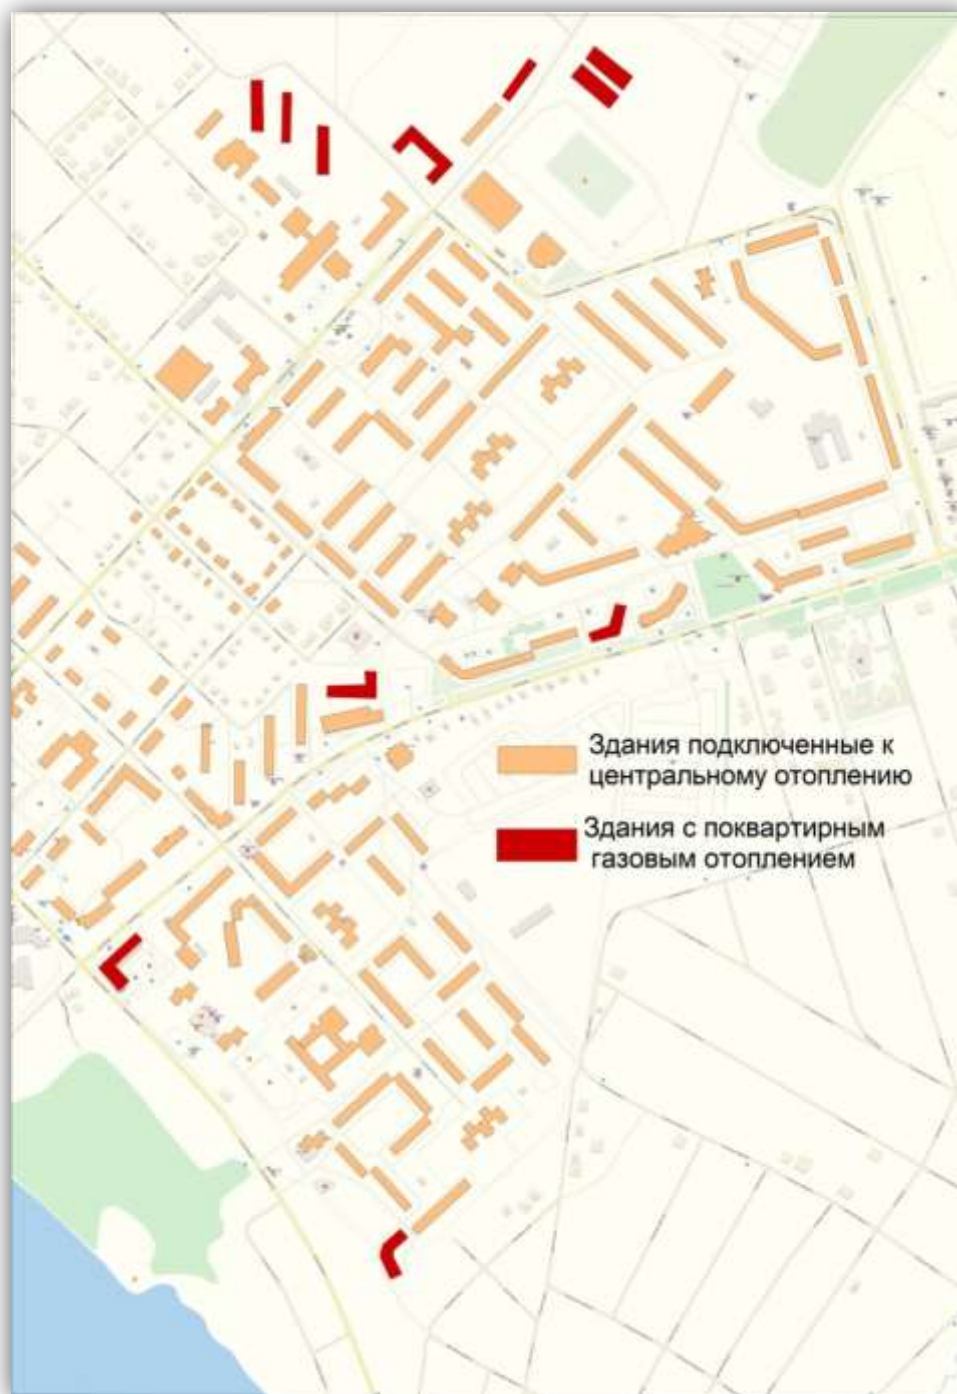 Здания подключенные к
центральному отоплению
Здания с поквартирным
газовым отоплением